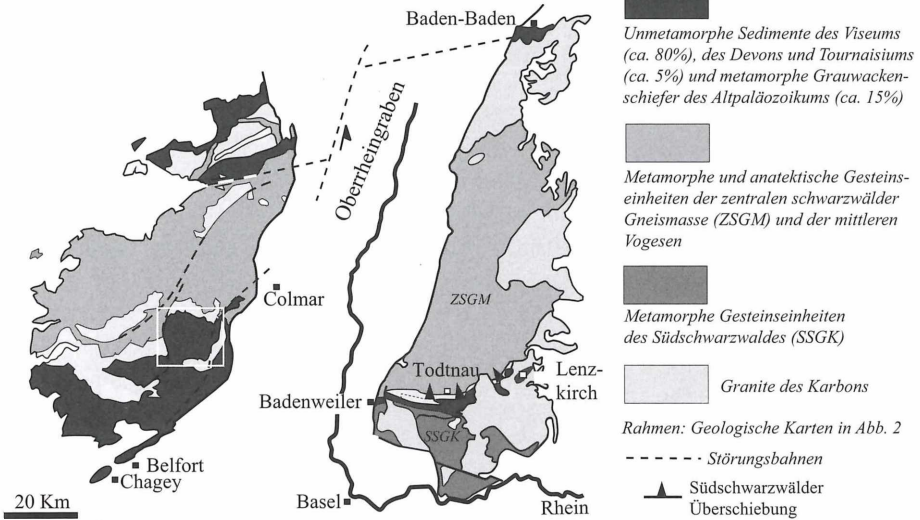 Baden-Baden
Oberrheingraben
Colmar
ZSGM
Todtnau
Lenz-
kirch
Badenweiler
SSGK
Belfort
Chagey
20 Km
Basel
Rhein
Unmetamorphe Sedimente des Viseums
(ca. 80%), des Devons und Tournaisiums
(ca. 5%) und metamorphe Grauwacken-
schiefer des Altpaläozoikums (ca. 15%)
Metamorphe und anatektische Gesteins-
einheiten der zentralen schwarzwälder
Gneismasse (ZSGM) und der mittleren
Vogesen
Metamorphe Gesteinseinheiten
des Südschwarzwaldes (SSGK)
Granite des Karbons
Rahmen: Geologische Karten in Abb. 2
Störungsbahnen
Südschwarzwälder
Überschiebung